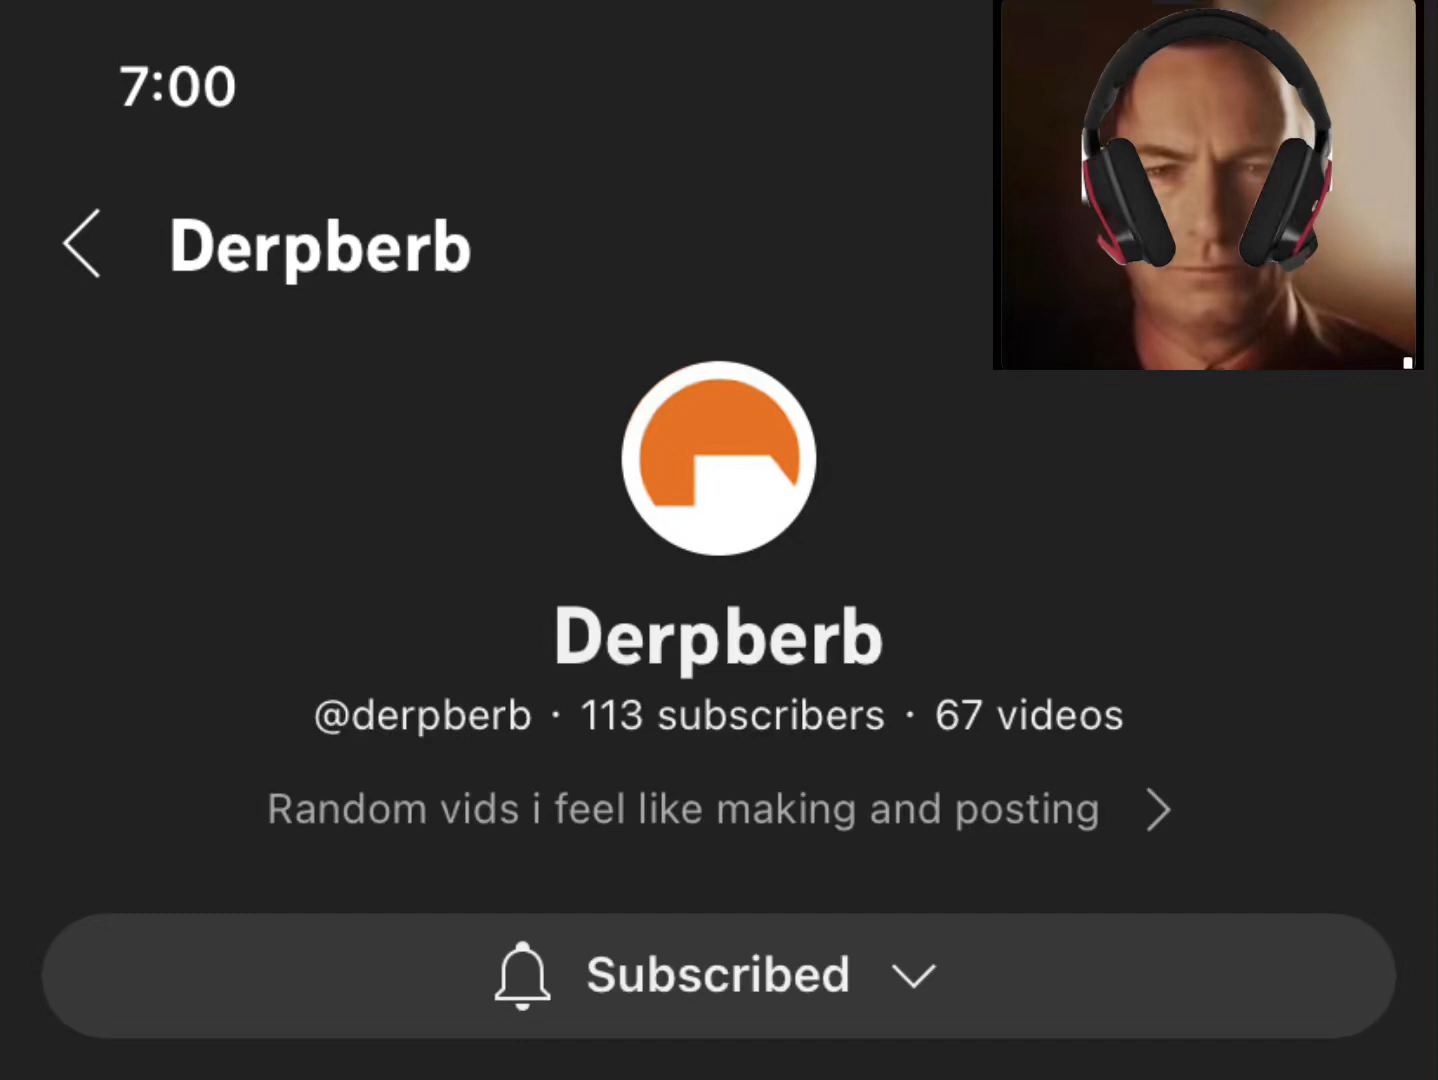 7:00
Derpberb
Derpberb
@derpberb · 113 subscribers · 67 videos
Random vids i feel like making and posting
Subscribed